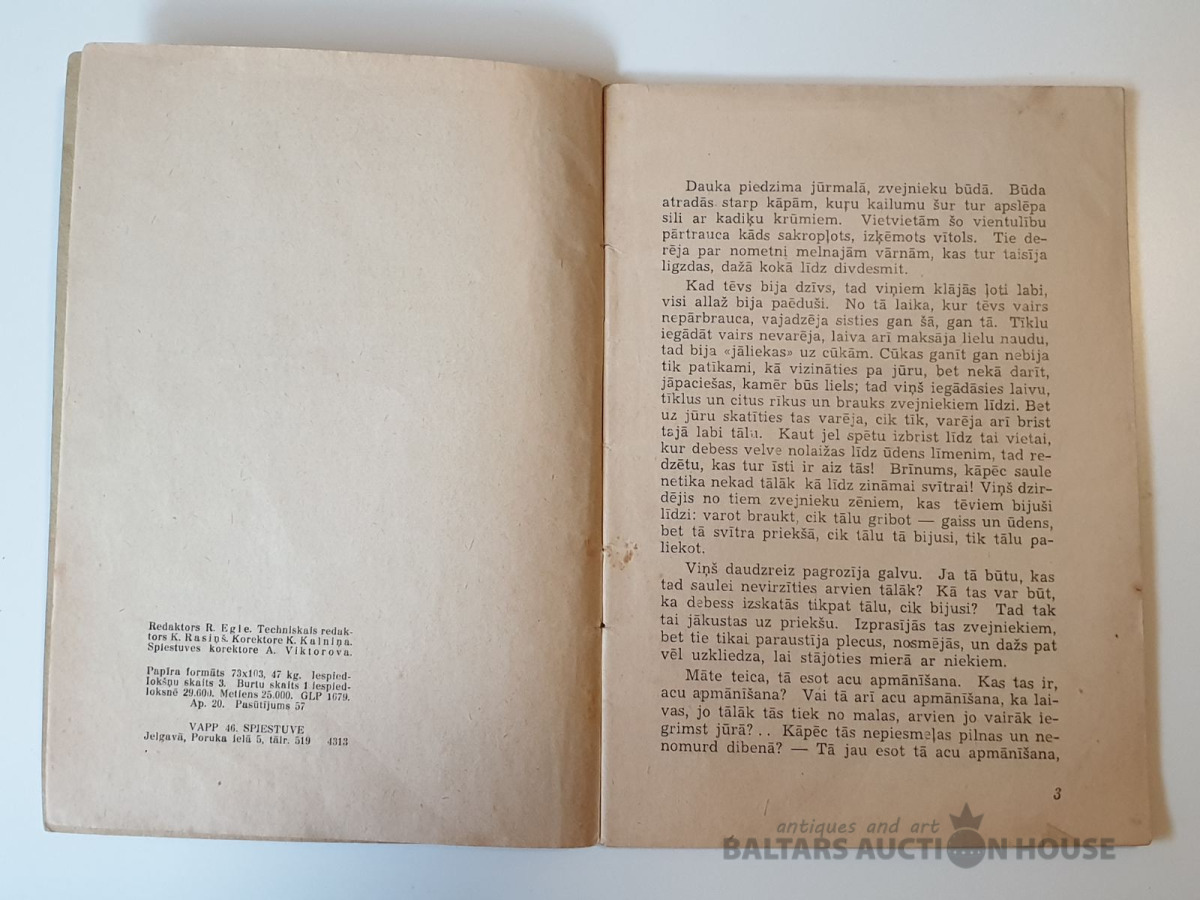 Redaktors R. Egle. Techniskais redak-
tors K. Rasiņš. Korektore K. Kalniņa.
Spiestuves korektore A. Viktorova.
Papīra formāts 73x103, 47 kg. Iespied-
lokšņu skaits 3. Burtu skaits 1 iespied-
loksnē 29.600. Metiens 25.000. GLP 1679.
Ap. 20. Pasūtījums 57
VAPP 46. SPIESTUVE
Jelgavā, Poruka ielā 5, tālr. 519 4313
Dauka piedzima jūrmalā, zvejnieku būdā. Būda
atradās starp kāpām, kuŗu kailumu šur tur apslēpa
sili ar kadiķu krūmiem. Vietvietām šo vientulību
pārtrauca kāds sakropļots, izķēmots vītols. Tie de-
rēja par nometni melnajām vārnām, kas tur taisīja
ligzdas, dažā kokā līdz divdesmit.
Kad tēvs bija dzīvs, tad viņiem klājās ļoti labi,
visi allaž bija paēduši. No tā laika, kur tēvs vairs
nepārbrauca, vajadzēja sisties gan šā, gan tā. Tīklu
iegādāt vairs nevarēja, laiva arī maksāja lielu naudu,
tad bija «jāliekas» uz cūkām. Cūkas ganīt gan nebija
tik patīkami, kā vizināties pa jūru, bet nekā darīt,
jāpaciešas, kamēr būs liels; tad viņš iegādāsies laivu,
tīklus un citus rīkus un brauks zvejniekiem līdzi. Bet
uz jūru skatīties tas varēja, cik tīk, varēja arī brist
tajā labi tālu. Kaut jel spētu izbrist līdz tai vietai,
kur debess velve nolaižas līdz ūdens līmenim, tad re-
dzētu, kas tur īsti ir aiz tās! Brīnums, kāpēc saule
netika nekad tālāk kā līdz zināmai svītrai! Viņš dzir-
dējis no tiem zvejnieku zēniem, kas tēviem bijuši
līdzi: varot braukt, cik tālu gribot — gaiss un ūdens,
bet tā svītra priekšā, cik tālu tā bijusi, tik tālu pa-
liekot.
Viņš daudzreiz pagrozīja galvu. Ja tā būtu, kas
tad saulei nevirzīties arvien tālāk? Kā tas var būt,
ka debess izskatās tikpat tālu, cik bijusi? Tad tak
tai jākustas uz priekšu. Izprasījās tas zvejniekiem,
bet tie tikai paraustīja plecus, nosmējās, un dažs pat
vēl uzkliedza, lai stājoties mierā ar niekiem.
Māte teica, tā esot acu apmānīšana. Kas tas ir,
acu apmānīšana? Vai tā arī acu apmānīšana, ka lai-
vas, jo tālāk tās tiek no malas, arvien jo vairāk ie-
grimst jūrā? . . Kāpēc tās nepiesmeļas pilnas un ne-
nomurd dibenā? — Tā jau esot tā acu apmānīšana,
3
antiques and art
BALTARS AUCTION HOUSE